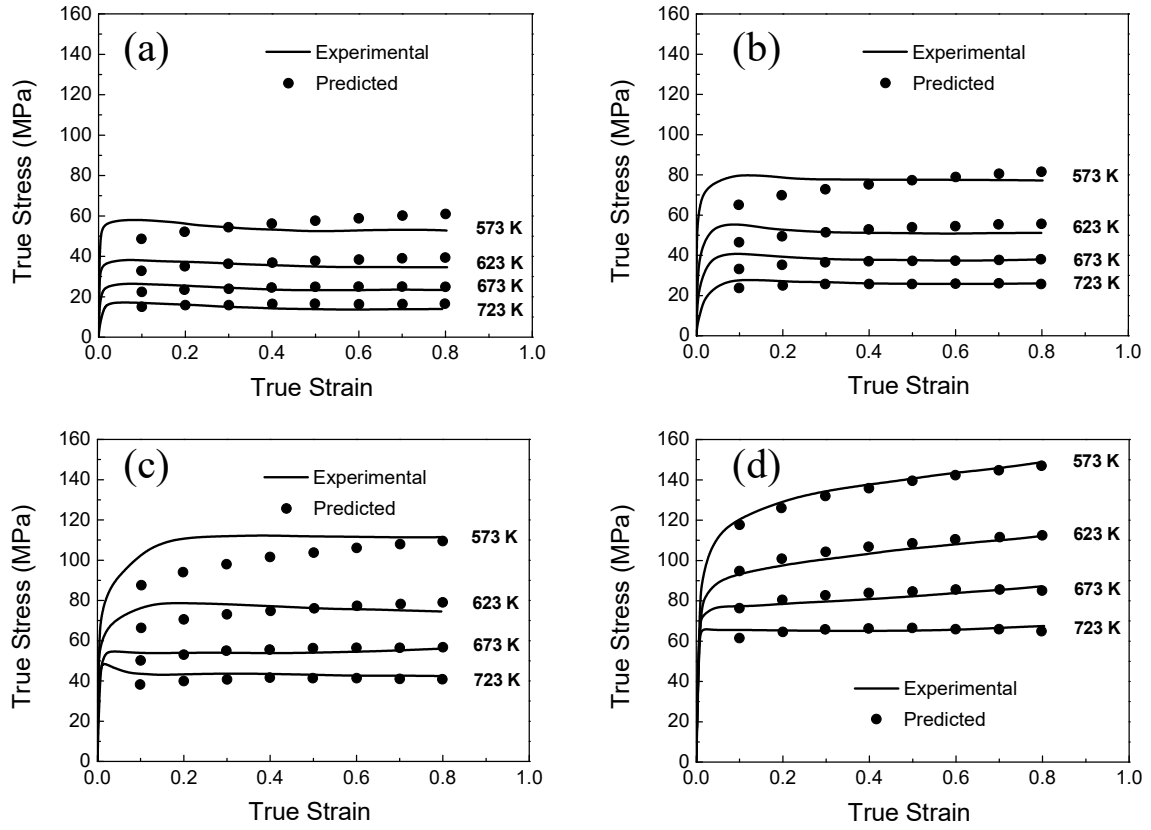 (a)
Experimental
Predicted
True Stress (MPa)
160
140
120
100
80
60
40
20
0
573 K
623 K
673 K
723 K
0.0 0.2 0.4 0.6 0.8 1.0
True Strain
(b)
Experimental
Predicted
True Stress (MPa)
160
140
120
100
80
60
40
20
0
573 K
623 K
673 K
723 K
0.0 0.2 0.4 0.6 0.8 1.0
True Strain
(c)
Experimental
Predicted
True Stress (MPa)
160
140
120
100
80
60
40
20
0
573 K
623 K
673 K
723 K
0.0 0.2 0.4 0.6 0.8 1.0
True Strain
(d)
573 K
623 K
673 K
723 K
True Stress (MPa)
160
140
120
100
80
60
40
20
0
Experimental
Predicted
0.0 0.2 0.4 0.6 0.8 1.0
True Strain